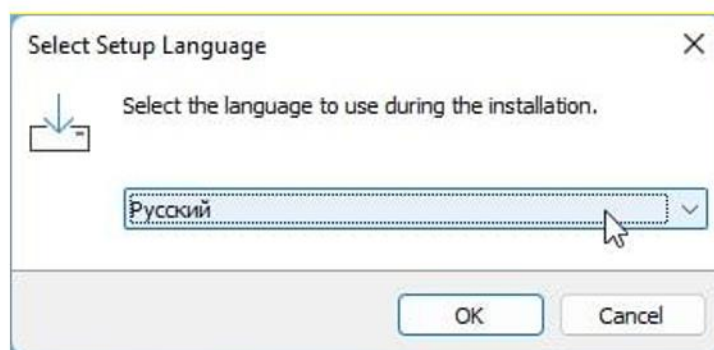 Select Setup Language
Select the language to use during the installation.
Русский
OK
Cancel